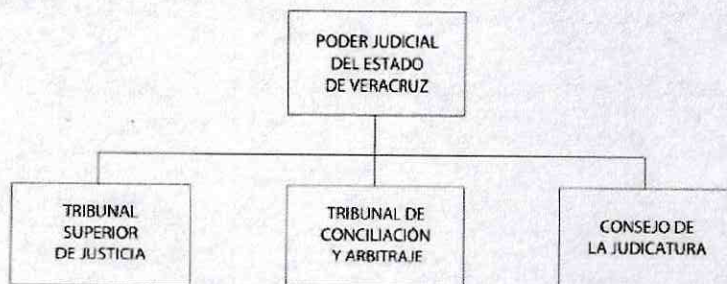 PODER JUDICIAL
DEL ESTADO
DE VERACRUZ
TRIBUNAL
SUPERIOR
DE JUSTICIA
TRIBUNAL DE
CONCILIACIÓN
Y ARBITRAJE
CONSEJO DE
LA JUDICATURA